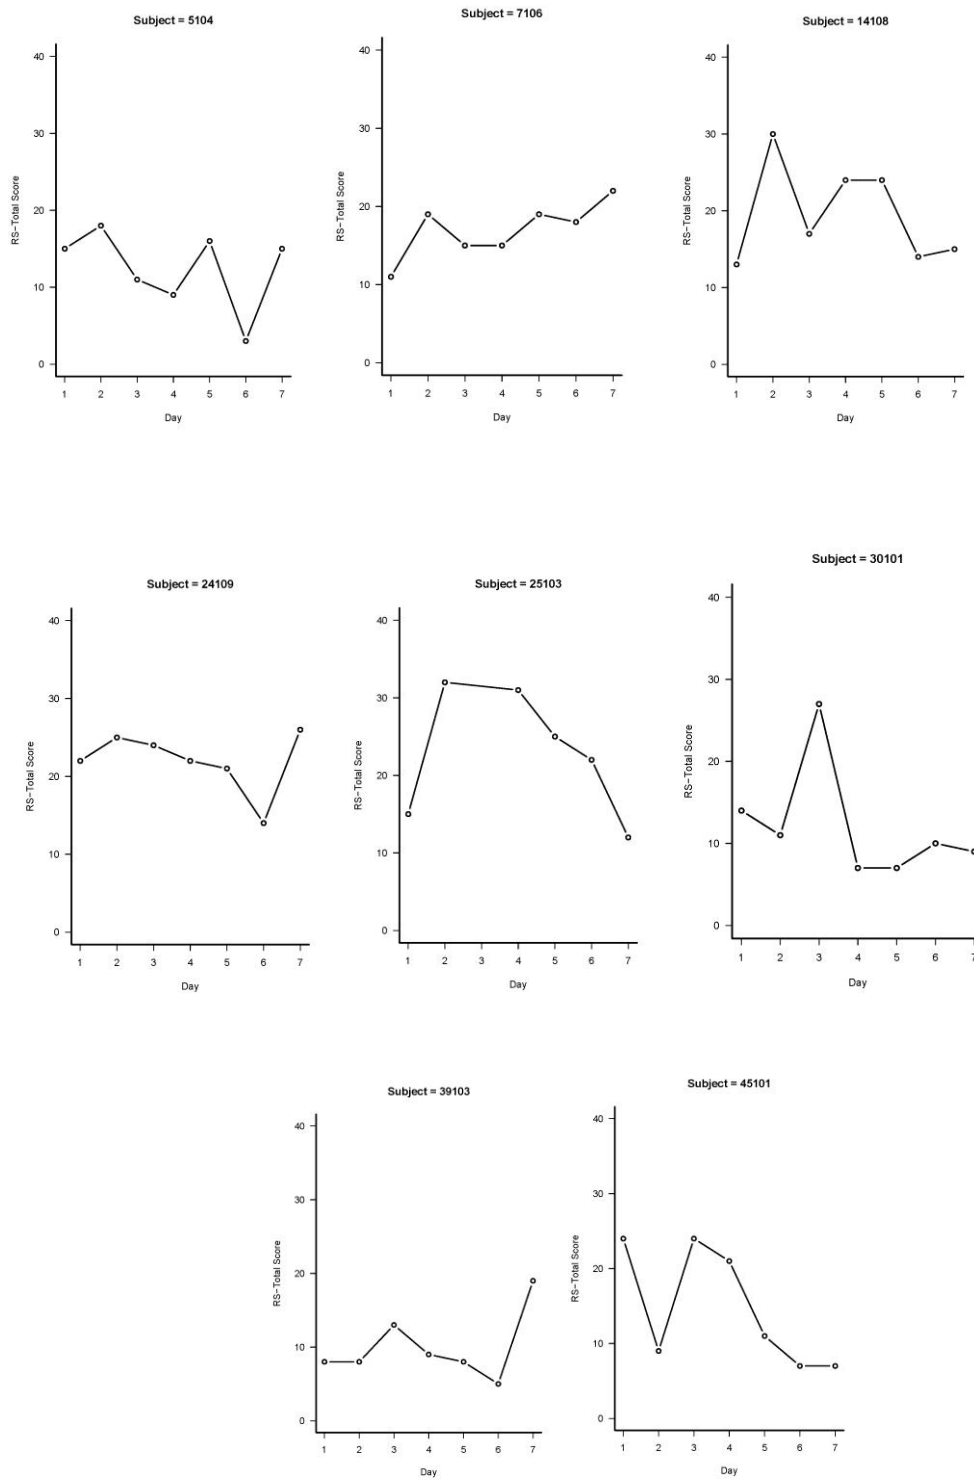 Subject = 5104
40
30
20
10
0
RS-Total Score
1 2 3 4 5 6 7
Day
Subject = 7106
40
30
20
10
0
RS-Total Score
1 2 3 4 5 6 7
Day
Subject = 14108
40
30
20
10
0
RS-Total Score
1 2 3 4 5 6 7
Day
Subject = 24109
40
30
20
10
0
RS-Total Score
1 2 3 4 5 6 7
Day
Subject = 25103
40
30
20
10
0
RS-Total Score
1 2 3 4 5 6 7
Day
Subject = 30101
40
30
20
10
0
RS-Total Score
1 2 3 4 5 6 7
Day
Subject = 39103
40
30
20
10
0
RS-Total Score
1 2 3 4 5 6 7
Day
Subject = 45101
40
30
20
10
0
RS-Total Score
1 2 3 4 5 6 7
Day